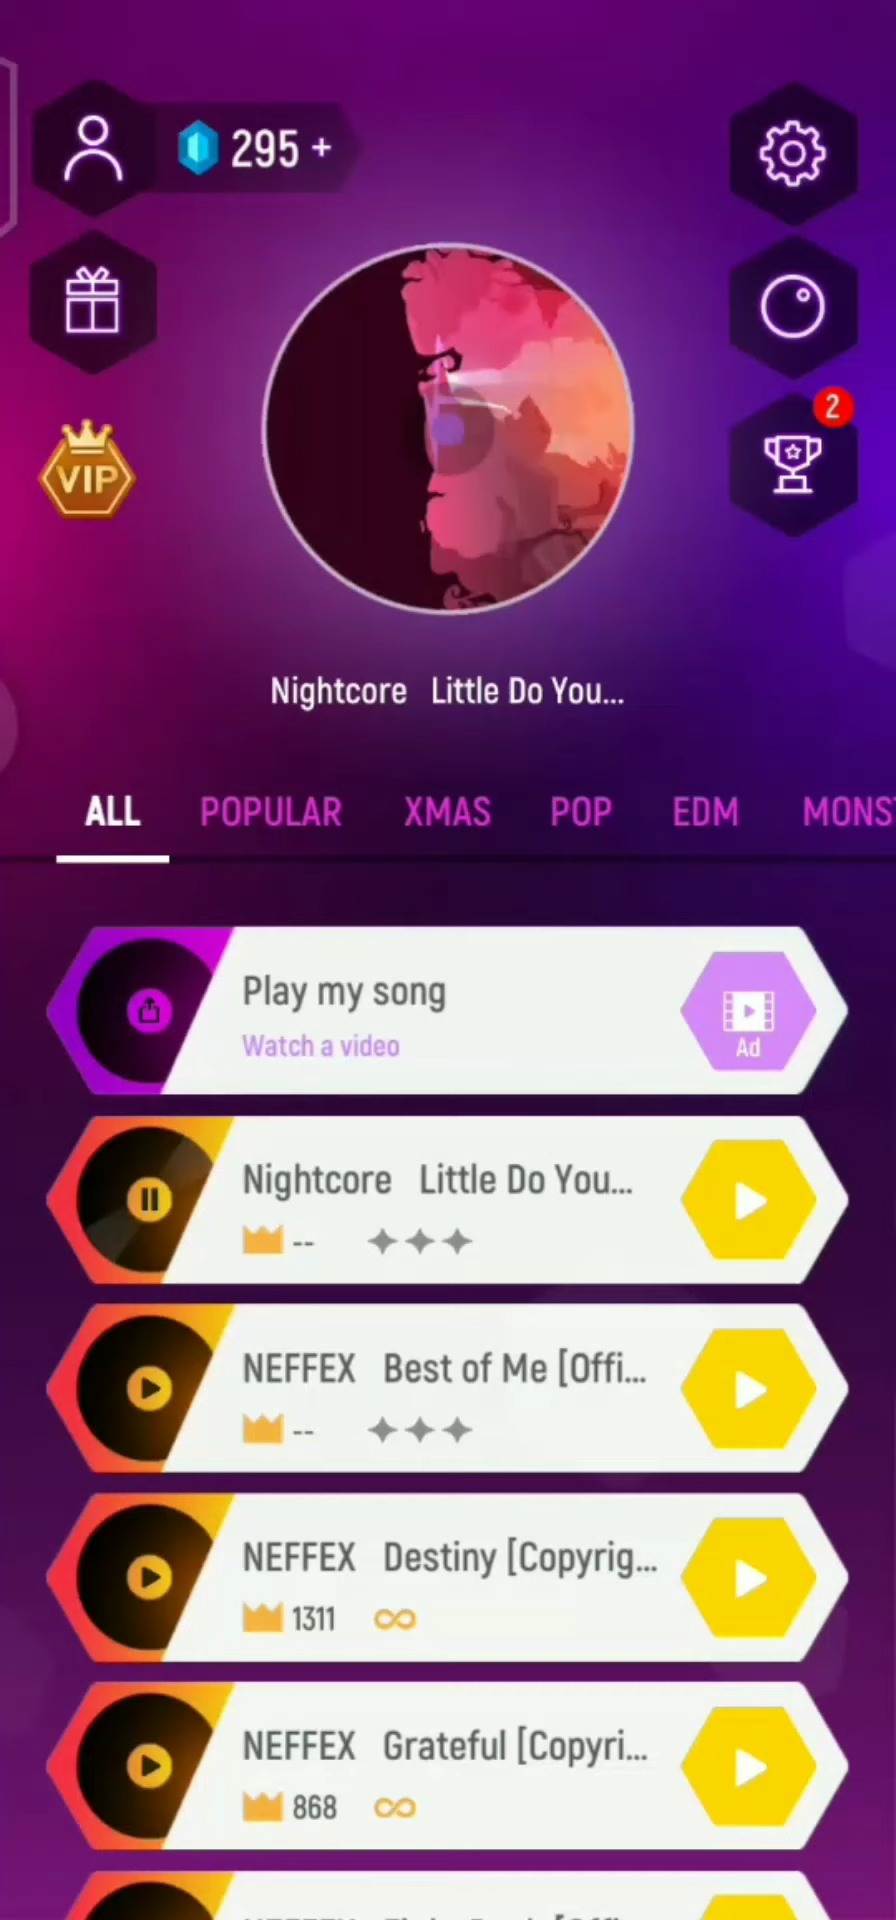 295 +
VIP
2
Nightcore Little Do You...
ALL POPULAR XMAS POP EDM MONS
Play my song
Watch a video
Ad
Nightcore Little Do You...
--
NEFFEX Best of Me [Offi...
--
NEFFEX Destiny [Copyrig...
1311
NEFFEX Grateful [Copyri...
868